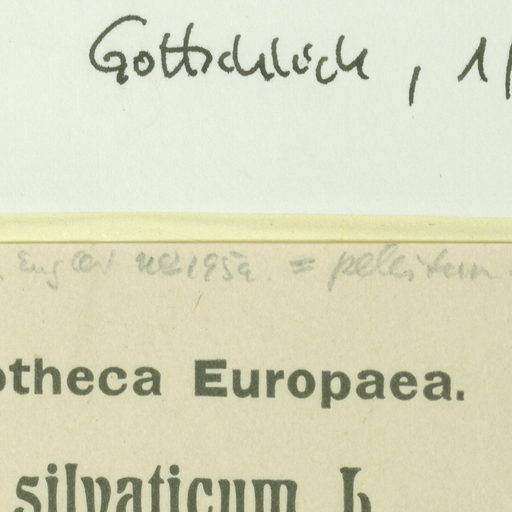 Gottschlich, 1
= pellitum
otheca Europaea.
silvaticum L